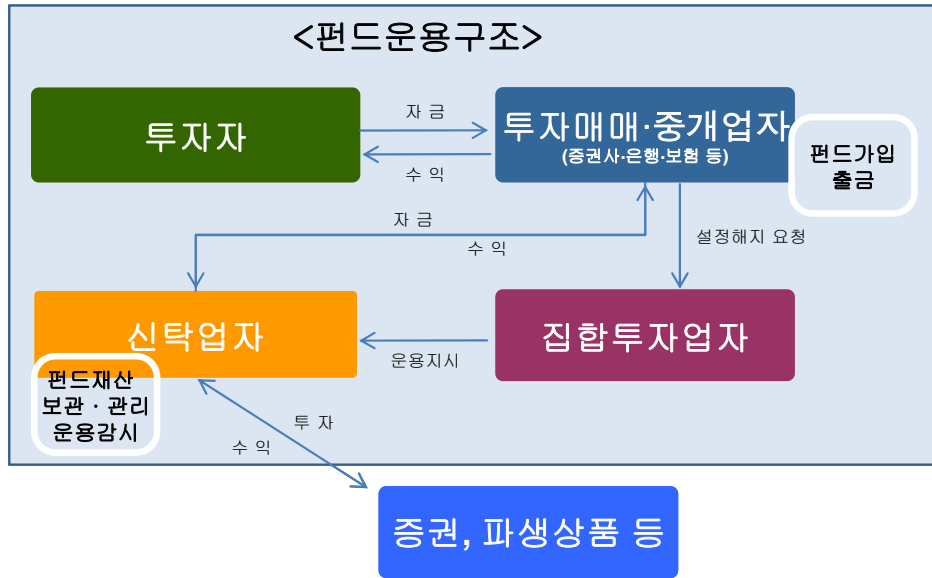 <펀드운용구조>
투자자
자 금
수 익
투자매매·중개업자
(증권사·은행·보험 등)
펀드가입
출금
자 금
수 익
설정해지 요청
신탁업자
운용지시
집합투자업자
펀드재산
보관 · 관리
운용감시
투 자
수 익
증권, 파생상품 등